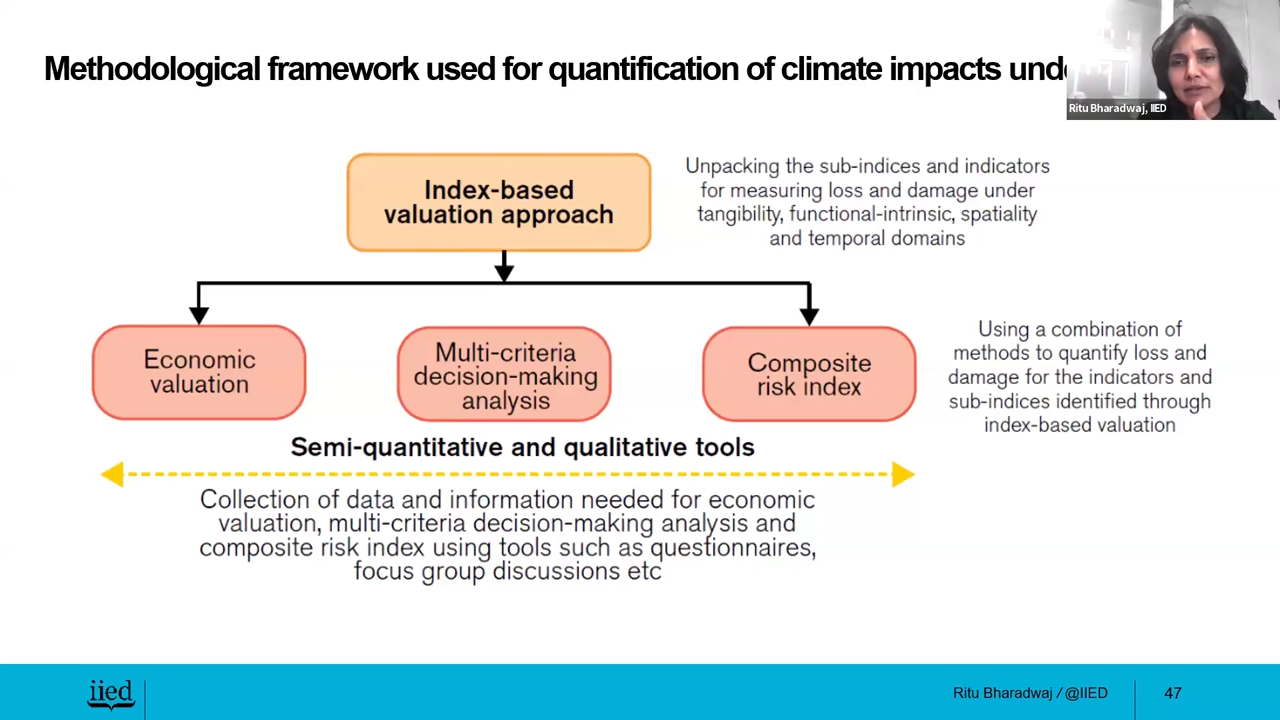 Methodological framework used for quantification of climate impacts
Ritu Bharadwaj, IIED
Index-based
valuation approach
Unpacking the sub-indices and indicators
for measuring loss and damage under
tangibility, functional-intrinsic, spatiality
and temporal domains
Economic
valuation
Multi-criteria
decision-making
analysis
Composite
risk index
Using a combination of
methods to quantify loss and
damage for the indicators and
sub-indices identified through
index-based valuation
Semi-quantitative and qualitative tools
Collection of data and information needed for economic
valuation, multi-criteria decision-making analysis and
composite risk index using tools such as questionnaires,
focus group discussions etc
iied
Ritu Bharadwaj / @IIED
47